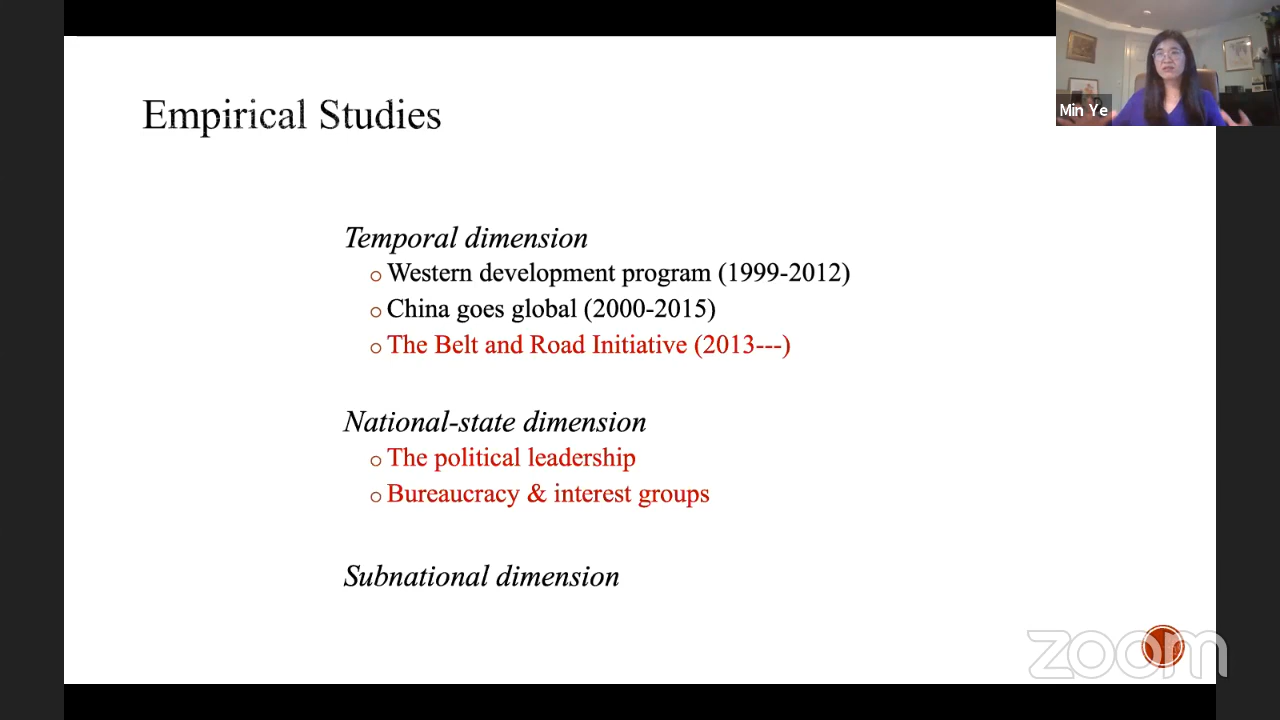 Empirical Studies
Min Ye
Temporal dimension
Western development program (1999-2012)
China goes global (2000-2015)
The Belt and Road Initiative (2013---)
National-state dimension
The political leadership
Bureaucracy & interest groups
Subnational dimension
zoom